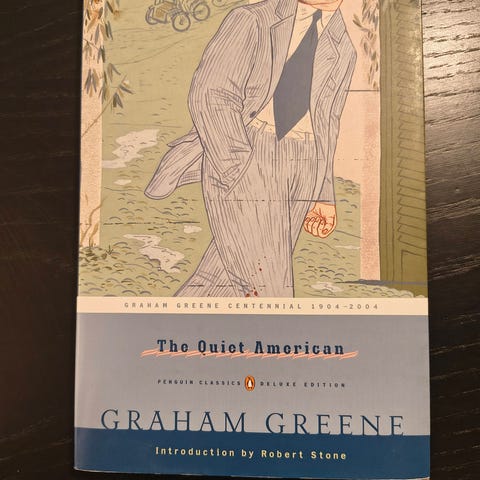 GRAHAM GREENE CENTENNIAL 1904–2004
The Quiet American
PENGUIN CLASSICS DELUXE EDITION
GRAHAM GREENE
Introduction by Robert Stone